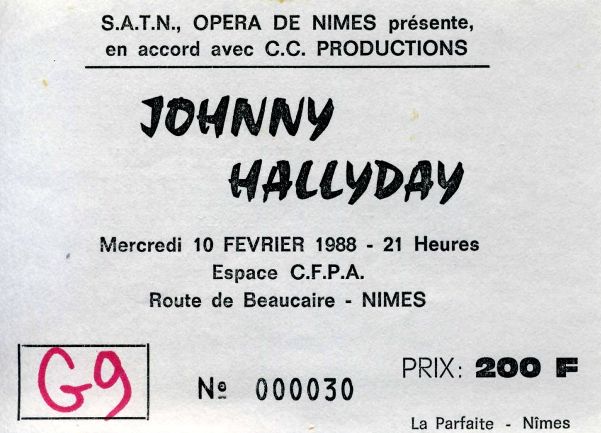 S.A.T.N., OPERA DE NIMES présente,
en accord avec C.C. PRODUCTIONS
JOHNNY
HALLYDAY
Mercredi 10 FEVRIER 1988 - 21 Heures
Espace C.F.P.A.
Route de Beaucaire - NIMES
G9
Nº 000030
PRIX: 200 F
La Parfaite - Nîmes